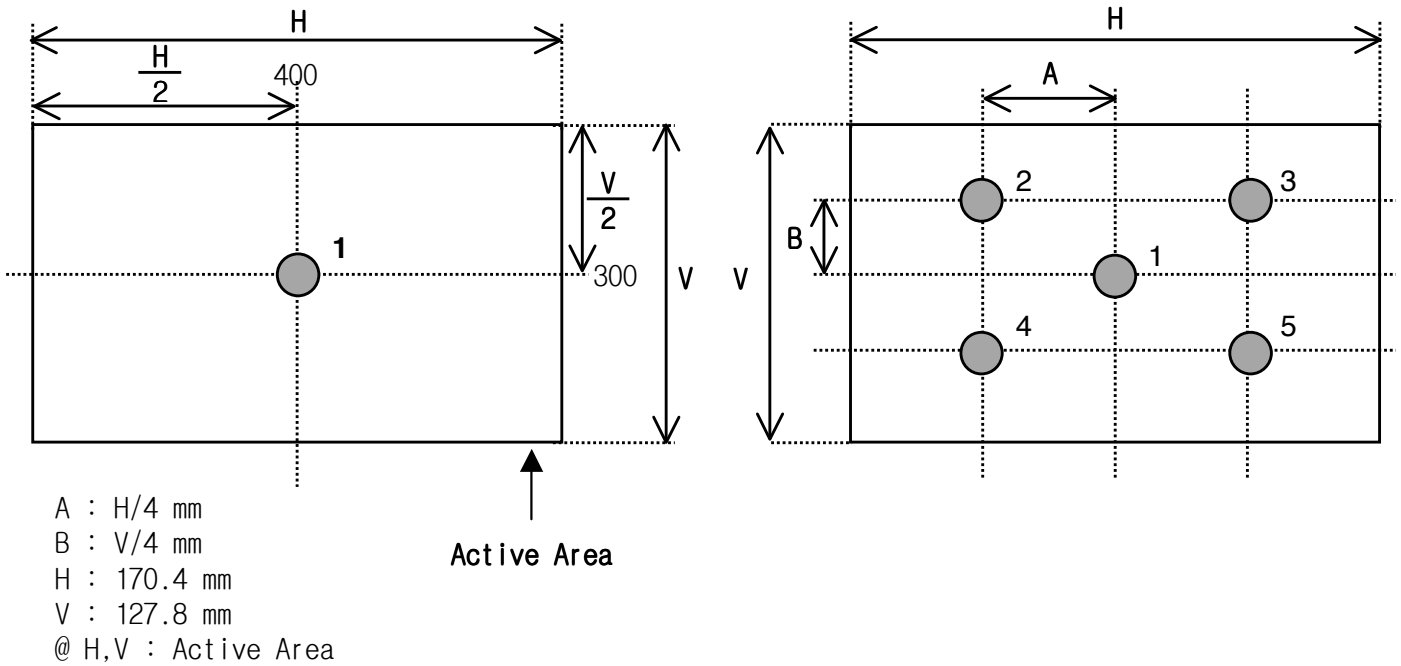 H
H
2
400
V
2
V
300
1
Active Area
H
A
V
B
2
3
1
4
5
A : H/4 mm
B : V/4 mm
H : 170.4 mm
V : 127.8 mm
@ H,V : Active Area